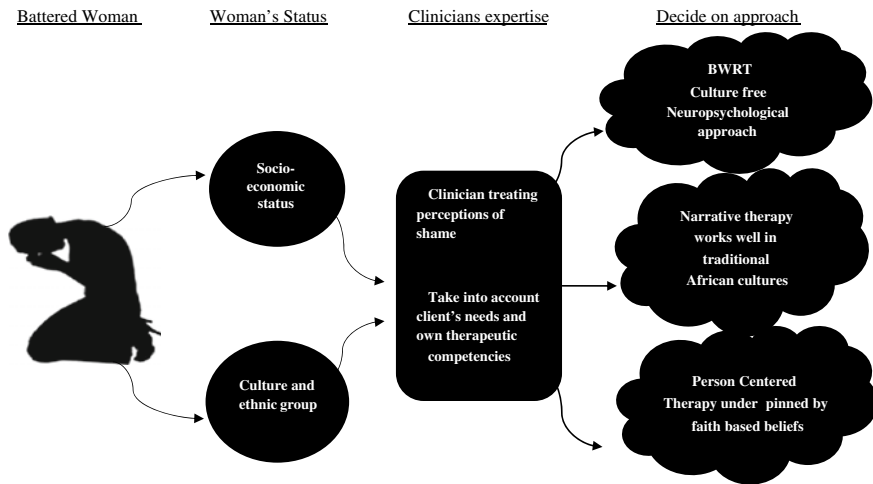 Battered Woman
Woman's Status
Clinicians expertise
Decide on approach
Socio-
economic
status
Culture and
ethnic group
Clinician treating
perceptions of
shame
Take into account
client's needs and
own therapeutic
competencies
BWRT
Culture free
Neuropsychological
approach
Narrative therapy
works well in
traditional
African cultures
Person Centered
Therapy under pinned by
faith based beliefs